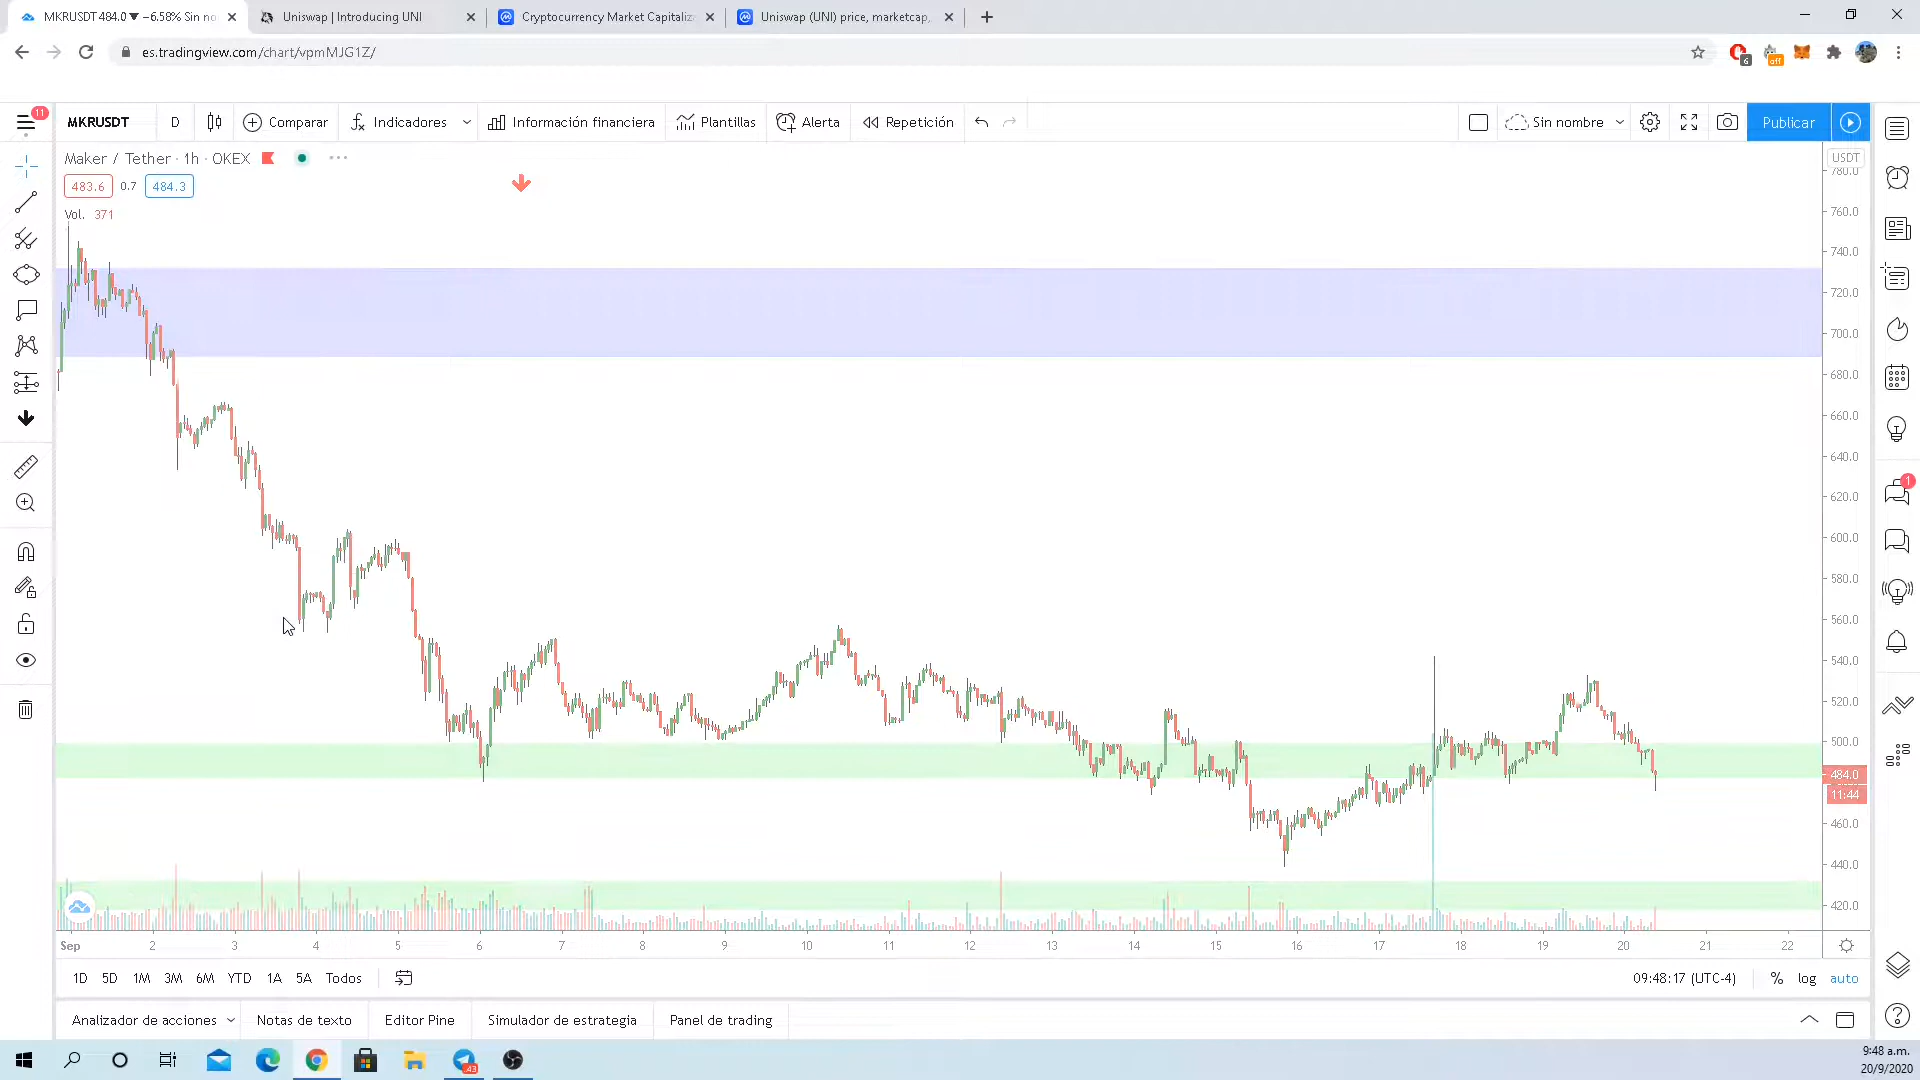 MKRUSDT 484.0 ▼ −6.58% Sin no
Uniswap | Introducing UNI
Cryptocurrency Market Capitaliz
Uniswap (UNI) price, marketcap,
es.tradingview.com/chart/vpmMJG1Z/
6
off
11
MKRUSDT
D
Comparar
Indicadores
Información financiera
Plantillas
Alerta
Repetición
Sin nombre
Publicar
Maker / Tether · 1h · OKEX
483.6 0.7 484.3
Vol. 371
USDT
780.0
760.0
740.0
720.0
700.0
680.0
660.0
640.0
620.0
600.0
580.0
560.0
540.0
520.0
500.0
484.0
11:44
460.0
440.0
420.0
1
Sep 2 3 4 5 6 7 8 9 10 11 12 13 14 15 16 17 18 19 20 21 22
1D 5D 1M 3M 6M YTD 1A 5A Todos
09:48:17 (UTC-4) % log auto
Analizador de acciones Notas de texto Editor Pine Simulador de estrategia Panel de trading
43
9:48 a.m.
20/9/2020